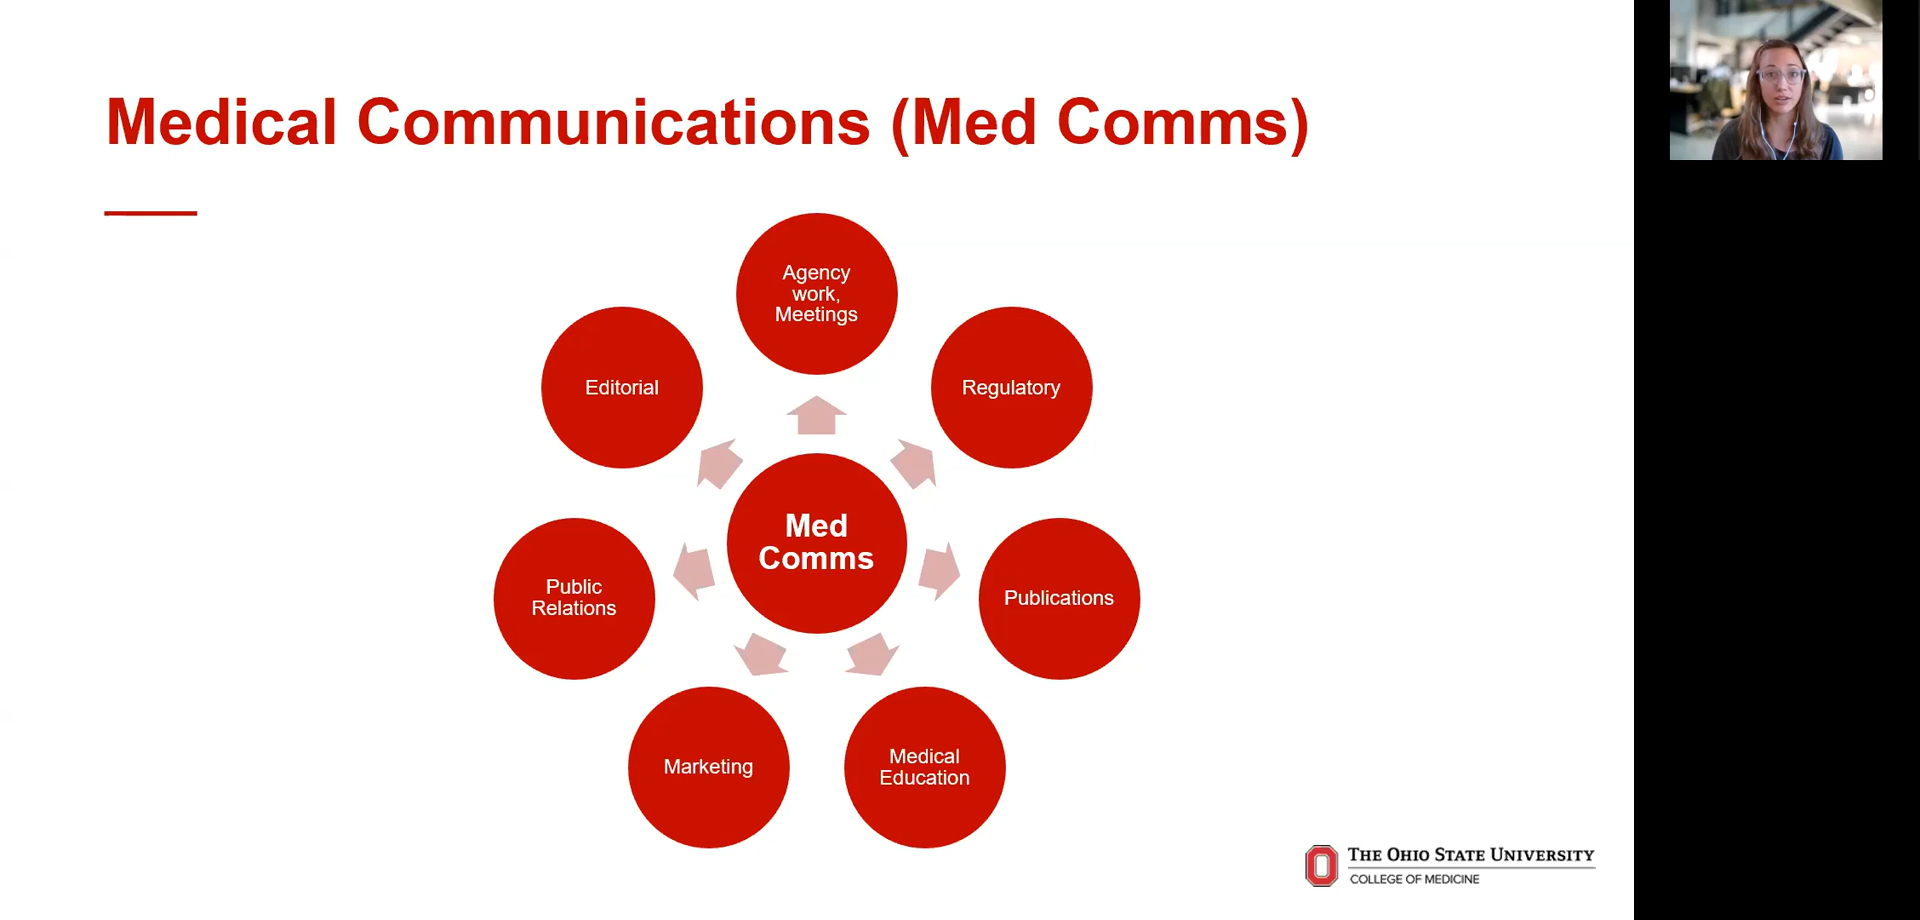 Medical Communications (Med Comms)
Agency
work,
Meetings
Editorial
Regulatory
Med
Comms
Public
Relations
Publications
Marketing
Medical
Education
THE OHIO STATE UNIVERSITY
COLLEGE OF MEDICINE